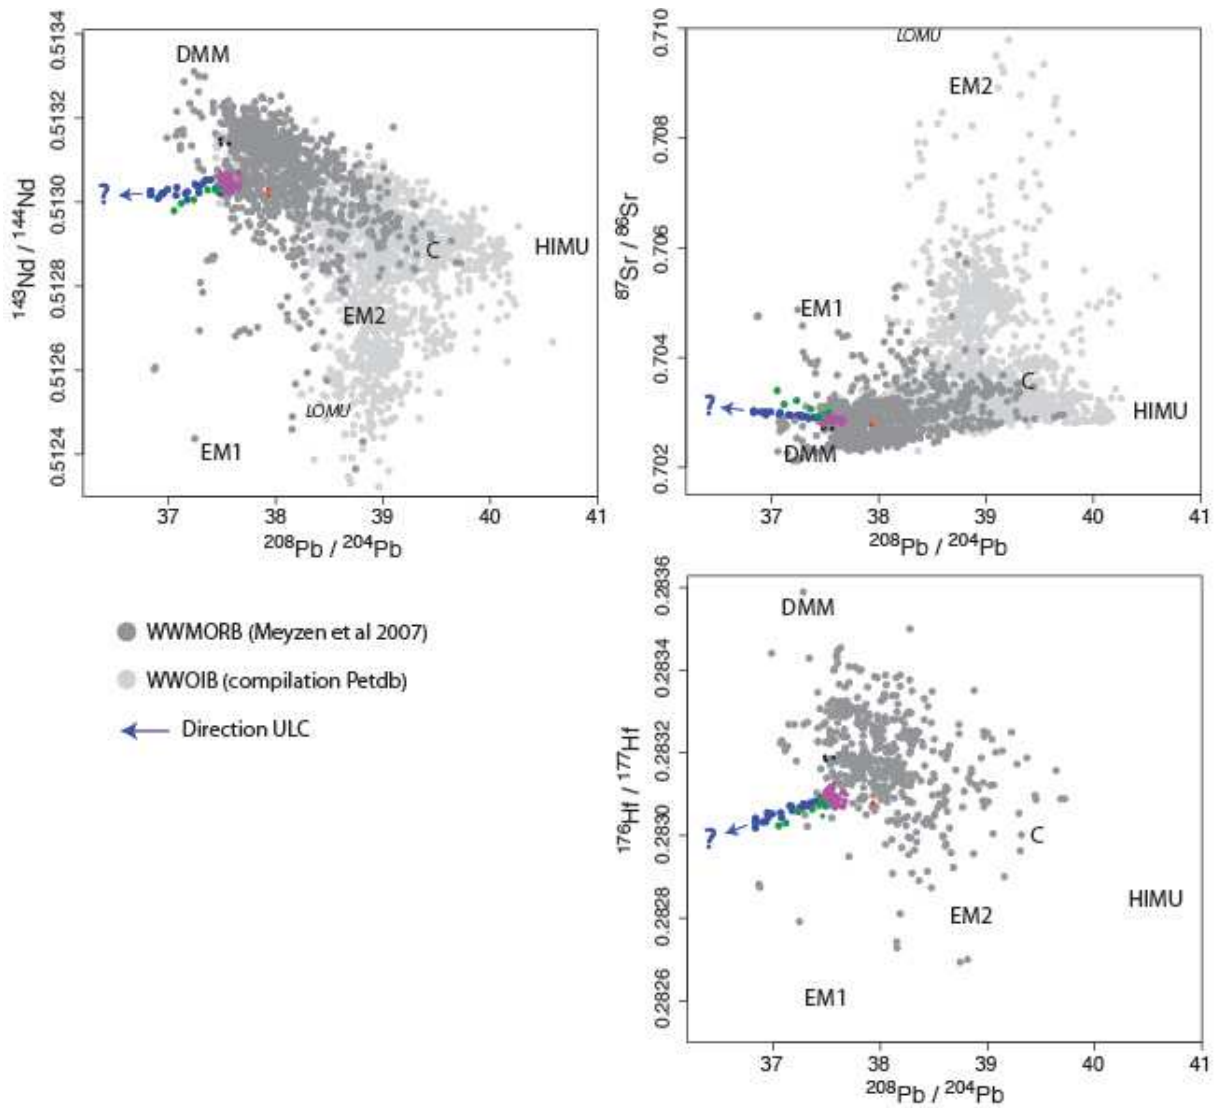 0.5134
0.5132
0.5130
0.5128
0.5126
0.5124
143Nd / 144Nd
DMM
?
C
HIMU
EM2
LOMU
EM1
37 38 39 40 41
208Pb / 204Pb
0.710
0.708
0.706
0.704
0.702
87Sr / 86Sr
LOMU
EM2
EM1
C
?
HIMU
DMM
37 38 39 40 41
208Pb / 204Pb
WWMORB (Meyzen et al 2007)
WWOIB (compilation Petdb)
Direction ULC
0.2836
0.2834
0.2832
0.2830
0.2828
0.2826
176Hf / 177Hf
DMM
?
C
HIMU
EM2
EM1
37 38 39 40 41
208Pb / 204Pb